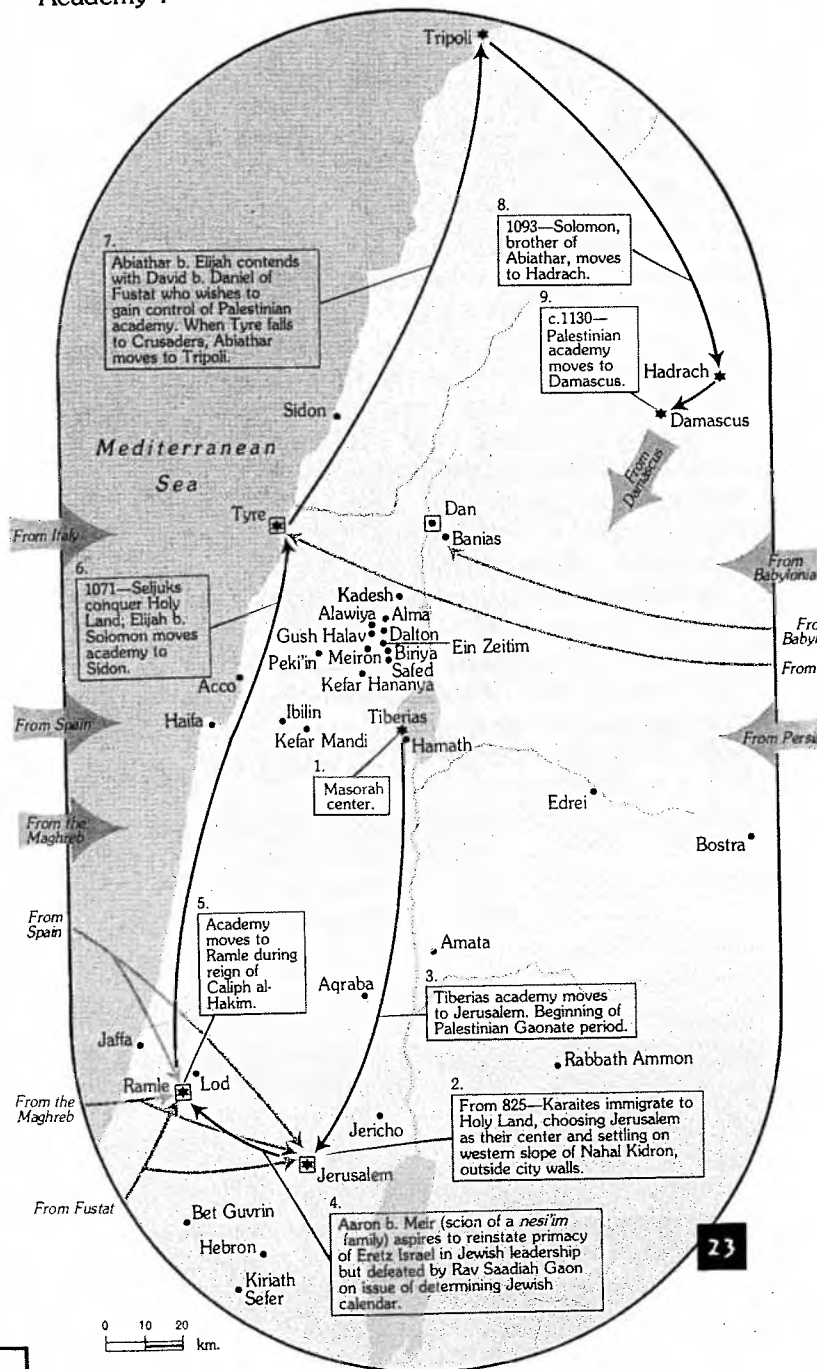 Academy
Tripoli
7.
Abiathar b. Elijah contends
with David b. Daniel of
Fustat who wishes to
gain control of Palestinian
academy. When Tyre falls
to Crusaders, Abiathar
moves to Tripoli.
8.
1093—Solomon,
brother of
Abiathar, moves
to Hadrach.
9.
c.1130—
Palestinian
academy
moves to
Damascus.
Hadrach
Damascus
Sidon
Mediterranean
Sea
From
Damascus
Tyre
Dan
Banias
From Italy
From
Babylonia
6.
1071—Seljuks
conquer Holy
Land; Elijah b.
Solomon moves
academy to
Sidon.
Kadesh
Alawiya
Alma
Gush Halav
Dalton
Ein Zeitim
Peki'in
Meiron
Biriya
Safed
Kefar Hananya
From
Acco
From Spain
Haifa
Ibilin
Kefar Mandi
Tiberias
Hamath
From Persia
1.
Masorah
center.
Edrei
Bostra
From the
Maghreb
From
Spain
5.
Academy
moves to
Ramle during
reign of
Caliph al-
Hakim.
Amata
Aqraba
3.
Tiberias academy moves
to Jerusalem. Beginning of
Palestinian Gaonate period.
Jaffa
Rabbath Ammon
Ramle
Lod
From the
Maghreb
2.
From 825—Karaites immigrate to
Holy Land, choosing Jerusalem
as their center and settling on
western slope of Nahal Kidron,
outside city walls.
Jericho
Jerusalem
From Fustat
Bet Guvrin
4.
Aaron b. Meir (scion of a nesi'im
family) aspires to reinstate primacy
of Eretz Israel in Jewish leadership
but defeated by Rav Saadiah Gaon
on issue of determining Jewish
calendar.
Hebron
Kiriath
Sefer
23
0 10 20
km.